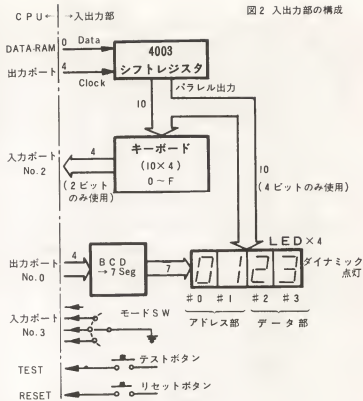 CPU← →入出力部
図2 入出力部の構成
DATA-RAM 0 Data
出力ポート 4 Clock
4003
シフトレジスタ
パラレル出力
10
入力ポート
No.2
4
(2ビット
のみ使用)
キーボード
(10×4)
0～F
10
(4ビットのみ使用)
LED×4
出力ポート
No.0
4
BCD
→7 Seg
7
0 1 2 3
ダイナミック
点灯
#0 #1 #2 #3
アドレス部 データ部
入力ポート
No.3
モードSW
TEST
テストボタン
RESET
リセットボタン